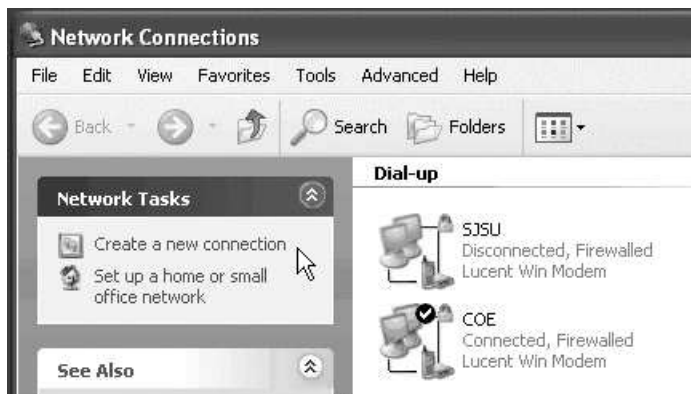 Network Connections
File Edit View Favorites Tools Advanced Help
Back Search Folders
Network Tasks
Create a new connection
Set up a home or small
office network
See Also
Dial-up
SJSU
Disconnected, Firewalled
Lucent Win Modem
COE
Connected, Firewalled
Lucent Win Modem